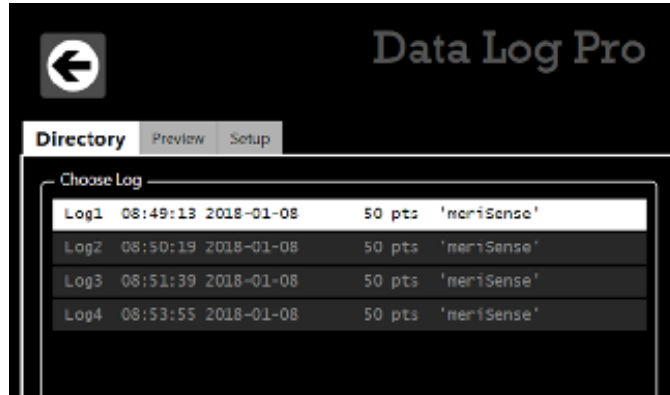 Data Log Pro
Directory Preview Setup
Choose Log
Log1 08:49:13 2018-01-08 50 pts 'meriSense'
Log2 08:50:19 2018-01-08 50 pts 'meriSense'
Log3 08:51:39 2018-01-08 50 pts 'meriSense'
Log4 08:53:55 2018-01-08 50 pts 'meriSense'